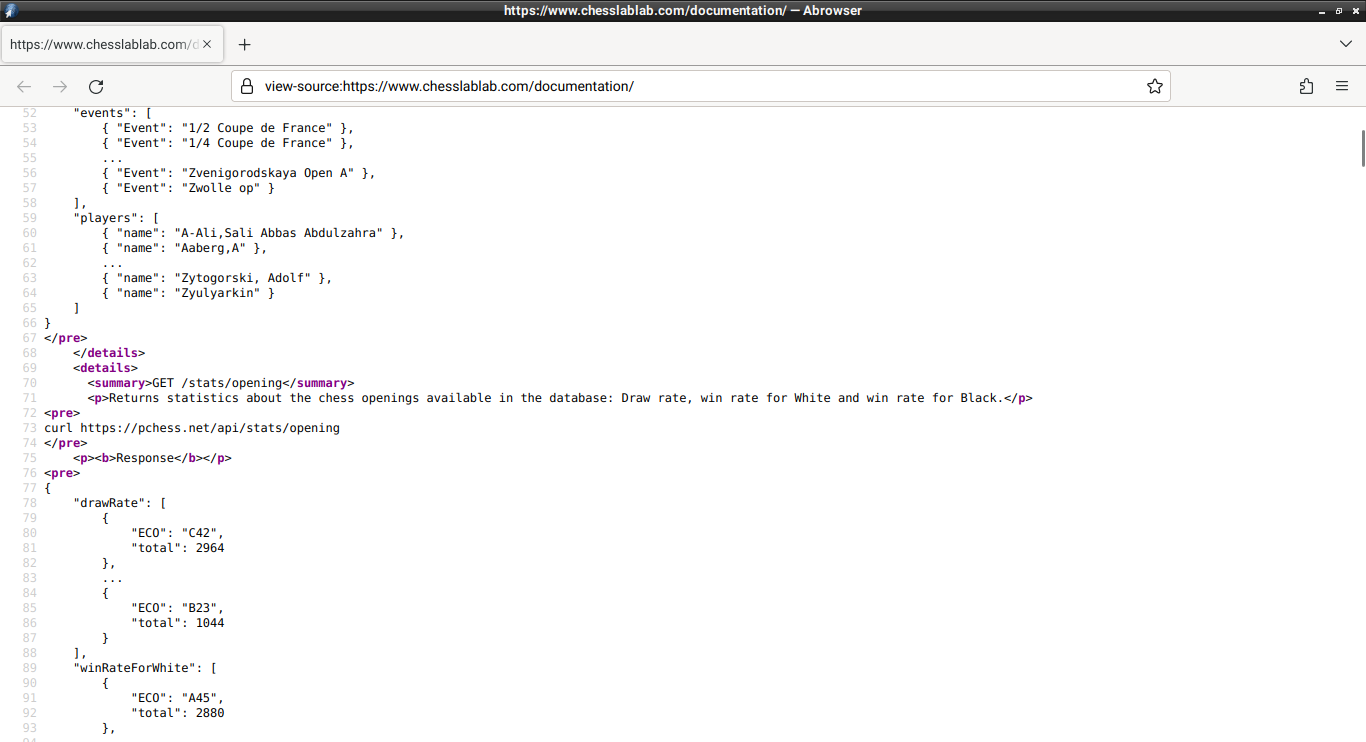 https://www.chesslablab.com/documentation/ — Abrowser
https://www.chesslablab.com/d
view-source:https://www.chesslablab.com/documentation/
52     "events": [
53         { "Event": "1/2 Coupe de France" },
54         { "Event": "1/4 Coupe de France" },
55         ...
56         { "Event": "Zvenigorodskaya Open A" },
57         { "Event": "Zwolle op" }
58     ],
59     "players": [
60         { "name": "A-Ali,Sali Abbas Abdulzahra" },
61         { "name": "Aaberg,A" },
62         ...
63         { "name": "Zytogorski, Adolf" },
64         { "name": "Zyulyarkin" }
65     ]
66 }
67 </pre>
68     </details>
69     <details>
70       <summary>GET /stats/opening</summary>
71       <p>Returns statistics about the chess openings available in the database: Draw rate, win rate for White and win rate for Black.</p>
72 <pre>
73 curl https://pchess.net/api/stats/opening
74 </pre>
75     <p><b>Response</b></p>
76 <pre>
77 {
78     "drawRate": [
79         {
80             "ECO": "C42",
81             "total": 2964
82         },
83         ...
84         {
85             "ECO": "B23",
86             "total": 1044
87         }
88     ],
89     "winRateForWhite": [
90         {
91             "ECO": "A45",
92             "total": 2880
93         },